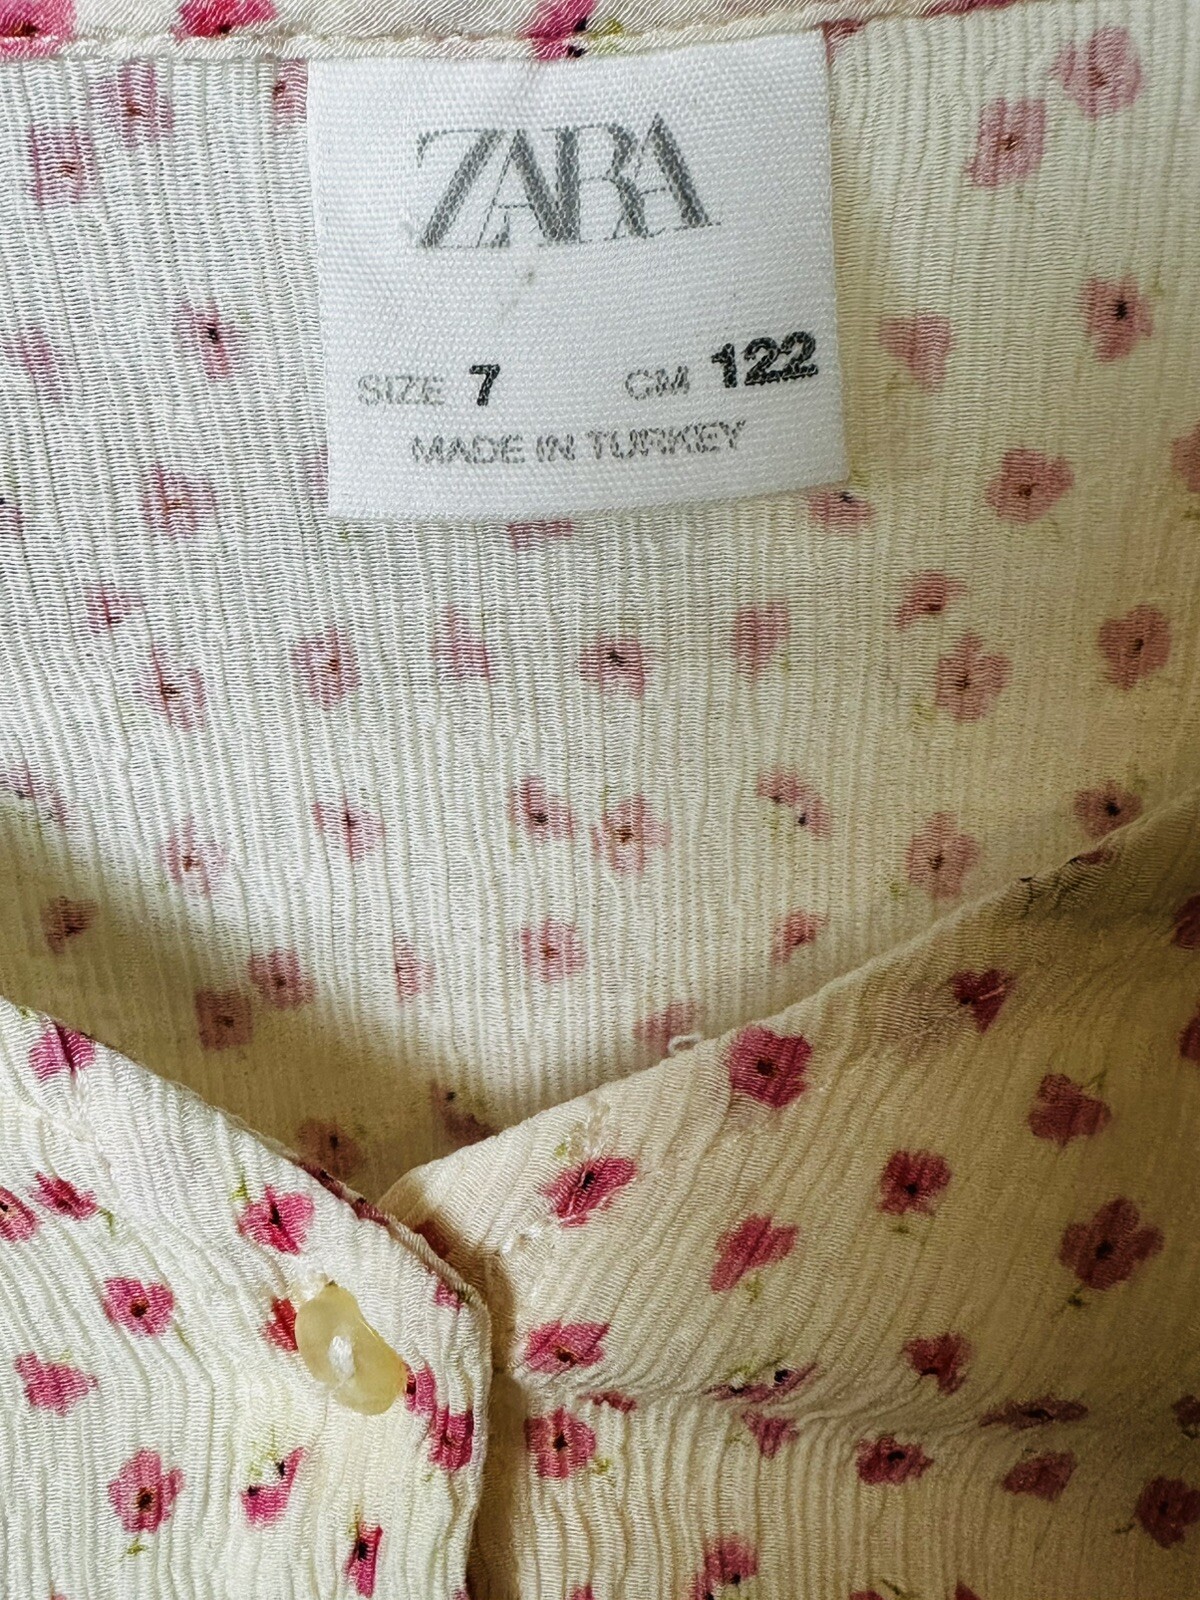 ZARA
SIZE 7 CM 122
MADE IN TURKEY